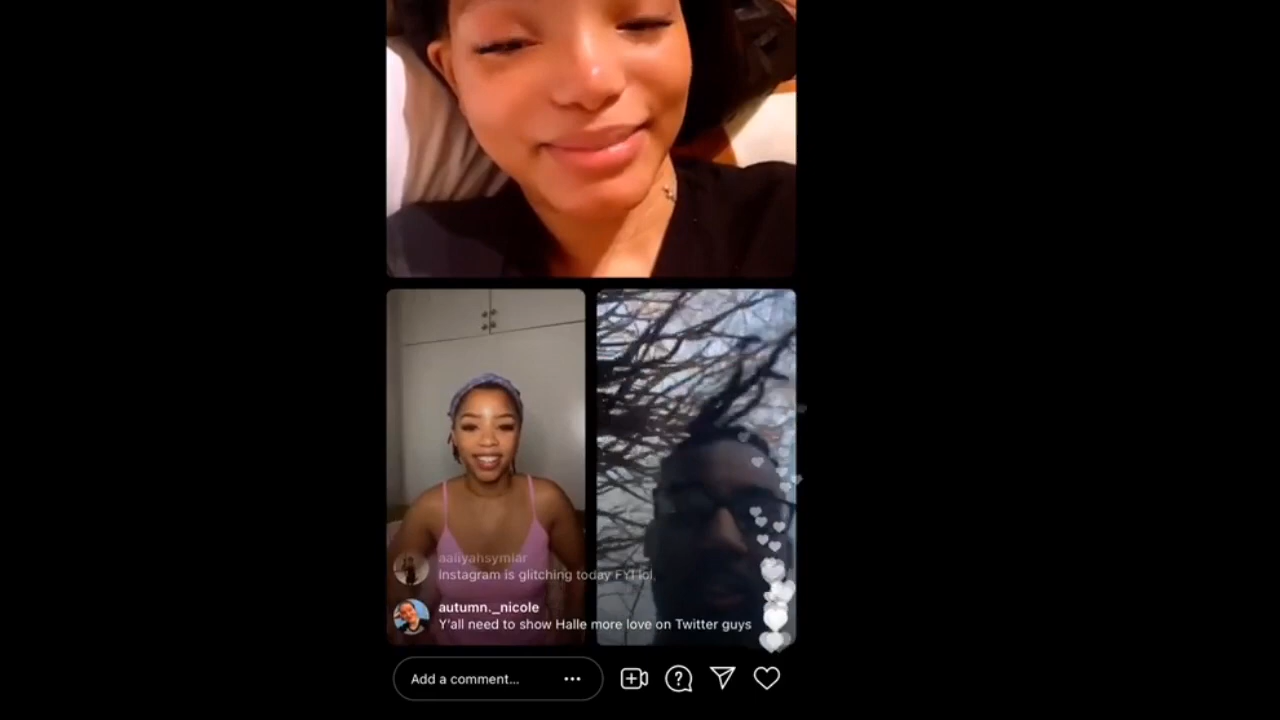 aaliyahsymiar
Instagram is glitching today FYI lol
autumn._nicole
Y'all need to show Halle more love on Twitter guys
Add a comment...